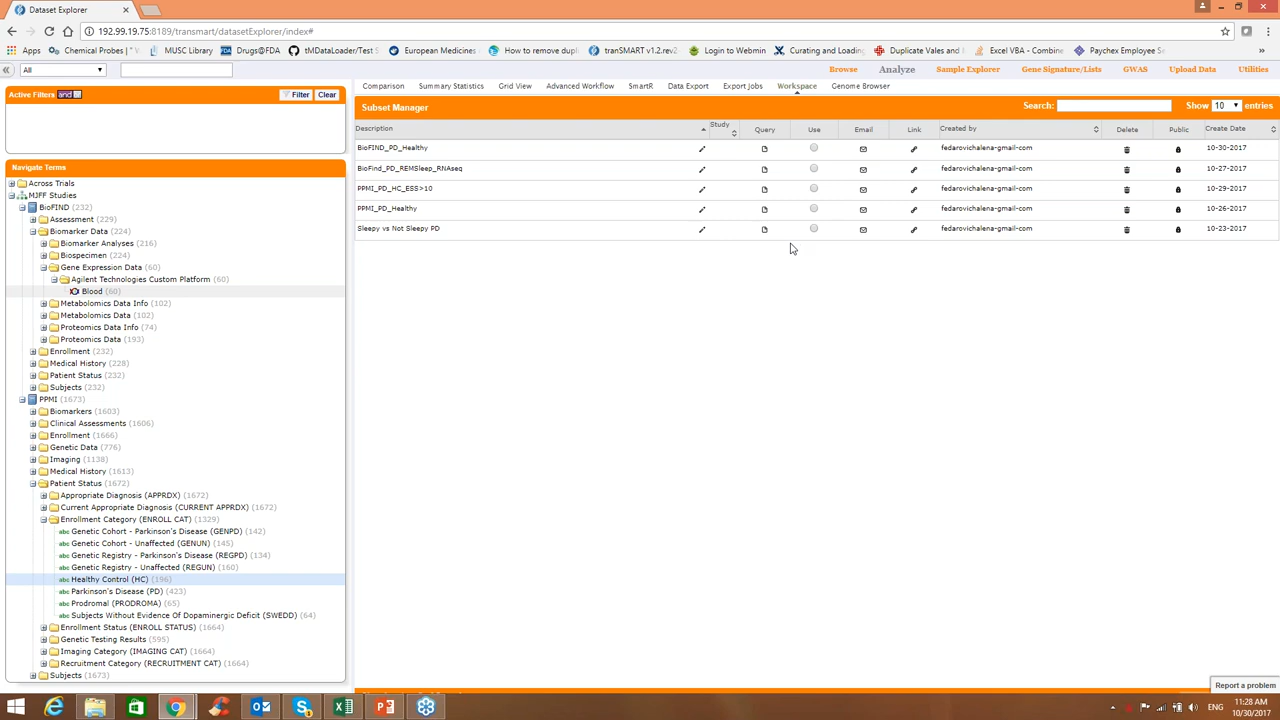 Dataset Explorer
192.99.19.75:8189/transmart/datasetExplorer/index#
Apps Chemical Probes MUSC Library Drugs@FDA tMDataLoader/Test S European Medicines How to remove dupli tranSMART v1.2.rev2 Login to Webmin Curating and Loading Duplicate Vales and Excel VBA - Combine Paychex Employee S
All
Browse Analyze Sample Explorer Gene Signature/Lists GWAS Upload Data Utilities
Active Filters and Filter Clear
Comparison Summary Statistics Grid View Advanced Workflow SmartR Data Export Export Jobs Workspace Genome Browser
Subset Manager Search: Show 10 entries
Description Study Query Use Email Link Created by Delete Public Create Date
BioFIND_PD_Healthy fedarovichalena-gmail-com 10-30-2017
BioFind_PD_REMSleep_RNAseq fedarovichalena-gmail-com 10-27-2017
PPMI_PD_HC_ESS>10 fedarovichalena-gmail-com 10-29-2017
PPMI_PD_Healthy fedarovichalena-gmail-com 10-26-2017
Sleepy vs Not Sleepy PD fedarovichalena-gmail-com 10-23-2017
Navigate Terms
Across Trials
MJFF Studies
BioFIND (232)
Assessment (229)
Biomarker Data (224)
Biomarker Analyses (216)
Biospecimen (224)
Gene Expression Data (60)
Agilent Technologies Custom Platform (60)
Blood (60)
Metabolomics Data Info (102)
Metabolomics Data (102)
Proteomics Data Info (74)
Proteomics Data (193)
Enrollment (232)
Medical History (228)
Patient Status (232)
Subjects (232)
PPMI (1673)
Biomarkers (1603)
Clinical Assessments (1606)
Enrollment (1666)
Genetic Data (776)
Imaging (1138)
Medical History (1613)
Patient Status (1672)
Appropriate Diagnosis (APPRDX) (1672)
Current Appropriate Diagnosis (CURRENT APPRDX) (1672)
Enrollment Category (ENROLL CAT) (1329)
abc Genetic Cohort - Parkinson's Disease (GENPD) (142)
abc Genetic Cohort - Unaffected (GENUN) (145)
abc Genetic Registry - Parkinson's Disease (REGPD) (134)
abc Genetic Registry - Unaffected (REGUN) (160)
abc Healthy Control (HC) (196)
abc Parkinson's Disease (PD) (423)
abc Prodromal (PRODROMA) (65)
abc Subjects Without Evidence Of Dopaminergic Deficit (SWEDD) (64)
Enrollment Status (ENROLL STATUS) (1664)
Genetic Testing Results (595)
Imaging Category (IMAGING CAT) (1664)
Recruitment Category (RECRUITMENT CAT) (1664)
Subjects (1673)
Report a problem
ENG 11:28 AM
10/30/2017